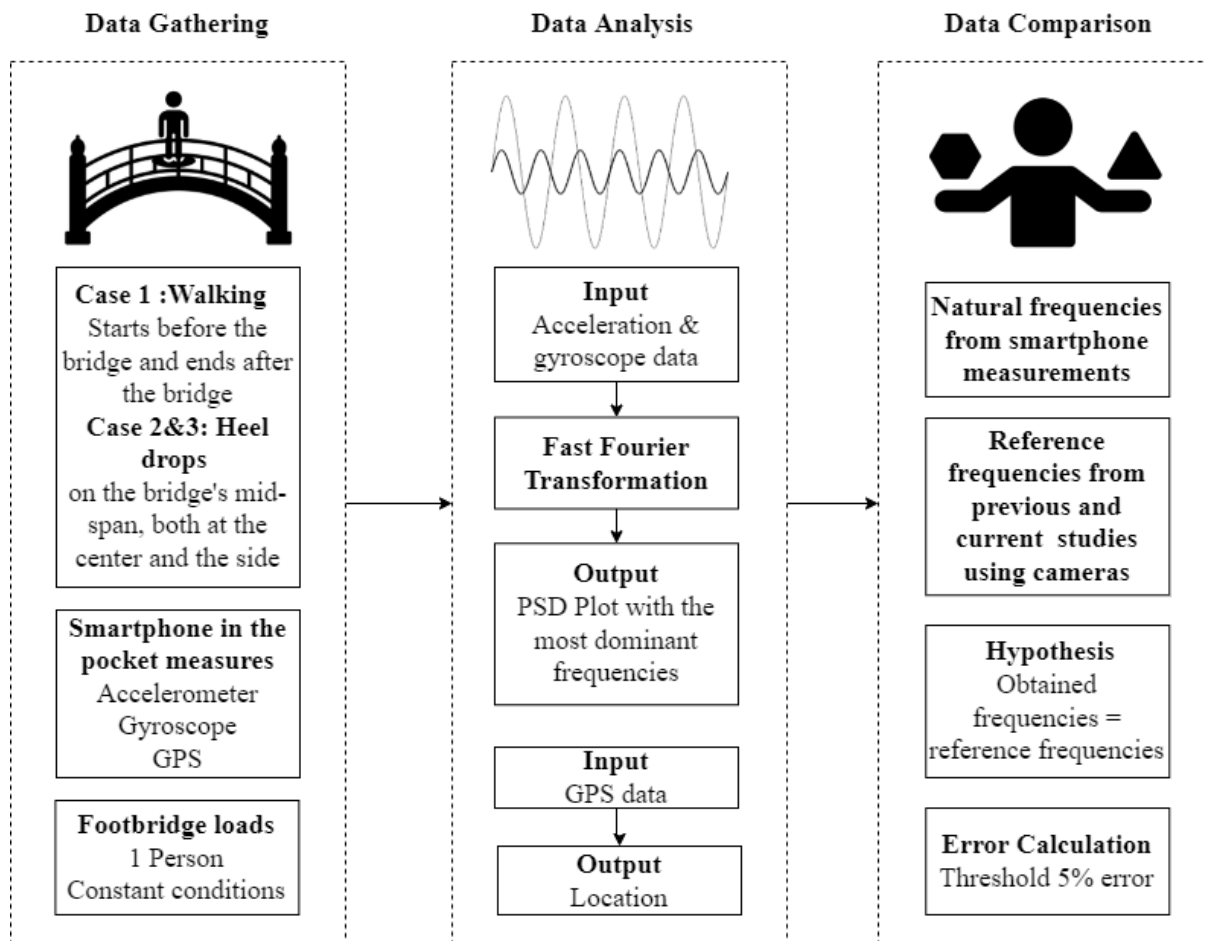 Data Gathering
Case 1 :Walking
Starts before the
bridge and ends after
the bridge
Case 2&3: Heel
drops
on the bridge's mid-
span, both at the
center and the side
Smartphone in the
pocket measures
Accelerometer
Gyroscope
GPS
Footbridge loads
1 Person
Constant conditions
Data Analysis
Input
Acceleration &
gyroscope data
Fast Fourier
Transformation
Output
PSD Plot with the
most dominant
frequencies
Input
GPS data
Output
Location
Data Comparison
Natural frequencies
from smartphone
measurements
Reference
frequencies from
previous and
current studies
using cameras
Hypothesis
Obtained
frequencies =
reference frequencies
Error Calculation
Threshold 5% error